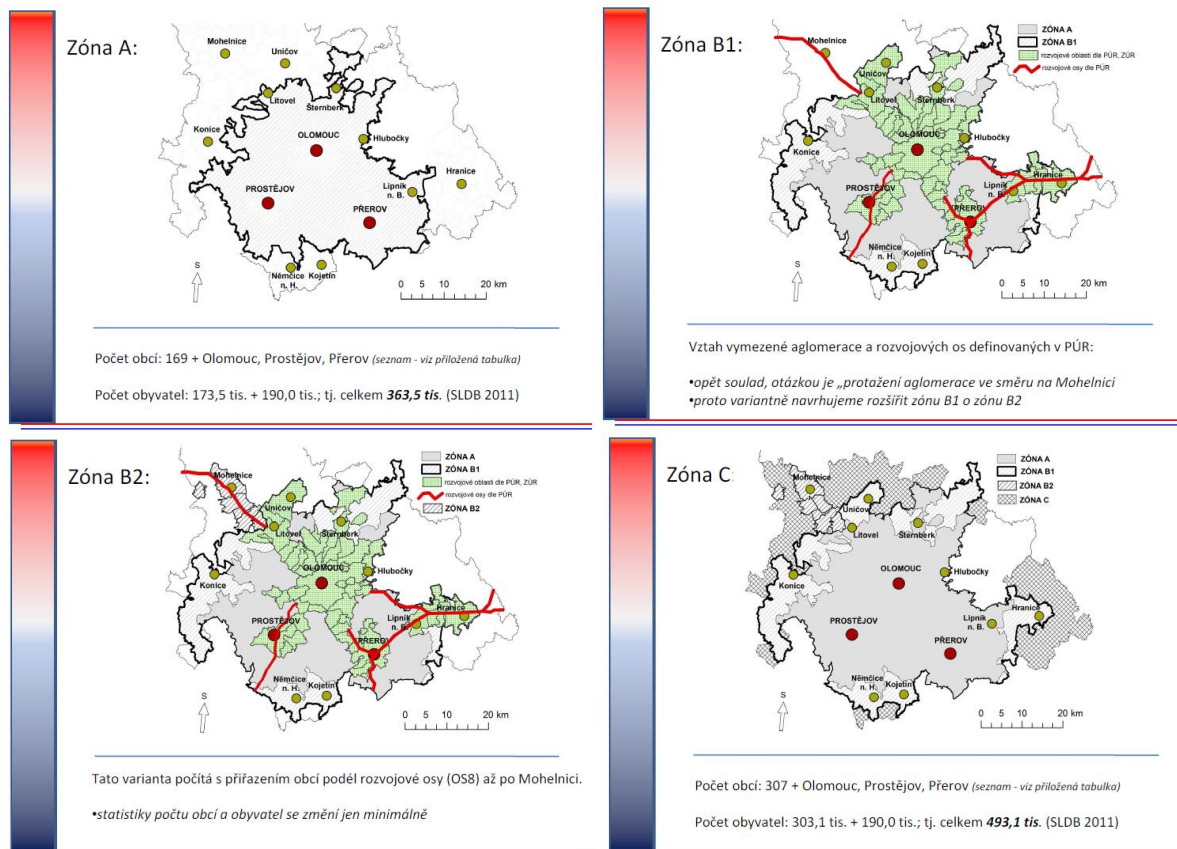 Zóna A:
Mohelnice
Uničov
Litovel
Šternberk
Konice
OLOMOUC
Hlubočky
Hranice
PROSTĚJOV
Lipník
n. B.
PŘEROV
Němčice
n. H.
Kojetín
S
0 5 10 20 km
Počet obcí: 169 + Olomouc, Prostějov, Přerov (seznam - viz přiložená tabulka)
Počet obyvatel: 173,5 tis. + 190,0 tis.; tj. celkem 363,5 tis. (SLDB 2011)
Zóna B1:
ZÓNA A
ZÓNA B1
rozvojové oblasti dle PÚR, ZÚR
rozvojové osy dle PÚR
Mohelnice
Uničov
Litovel
Šternberk
Konice
OLOMOUC
Hlubočky
Hranice
PROSTĚJOV
Lipník
n. B.
PŘEROV
Němčice
n. H.
Kojetín
S
0 5 10 20 km
Vztah vymezené aglomerace a rozvojových os definovaných v PÚR:
•opět soulad, otázkou je „protažení aglomerace ve směru na Mohelnici
•proto variantně navrhujeme rozšířit zónu B1 o zónu B2
Zóna B2:
ZÓNA A
ZÓNA B1
rozvojové oblasti dle PÚR, ZÚR
rozvojové osy dle PÚR
ZÓNA B2
Mohelnice
Uničov
Litovel
Šternberk
Konice
OLOMOUC
Hlubočky
Hranice
PROSTĚJOV
Lipník
n. B.
PŘEROV
Němčice
n. H.
Kojetín
S
0 5 10 20 km
Tato varianta počítá s přiřazením obcí podél rozvojové osy (OS8) až po Mohelnici.
•statistiky počtu obcí a obyvatel se změní jen minimálně
Zóna C
ZÓNA A
ZÓNA B1
ZÓNA B2
ZÓNA C
Mohelnice
Uničov
Litovel
Šternberk
Konice
OLOMOUC
Hlubočky
Hranice
PROSTĚJOV
Lipník
n. B.
PŘEROV
Němčice
n. H.
Kojetín
S
0 5 10 20 km
Počet obcí: 307 + Olomouc, Prostějov, Přerov (seznam - viz přiložená tabulka)
Počet obyvatel: 303,1 tis. + 190,0 tis.; tj. celkem 493,1 tis. (SLDB 2011)